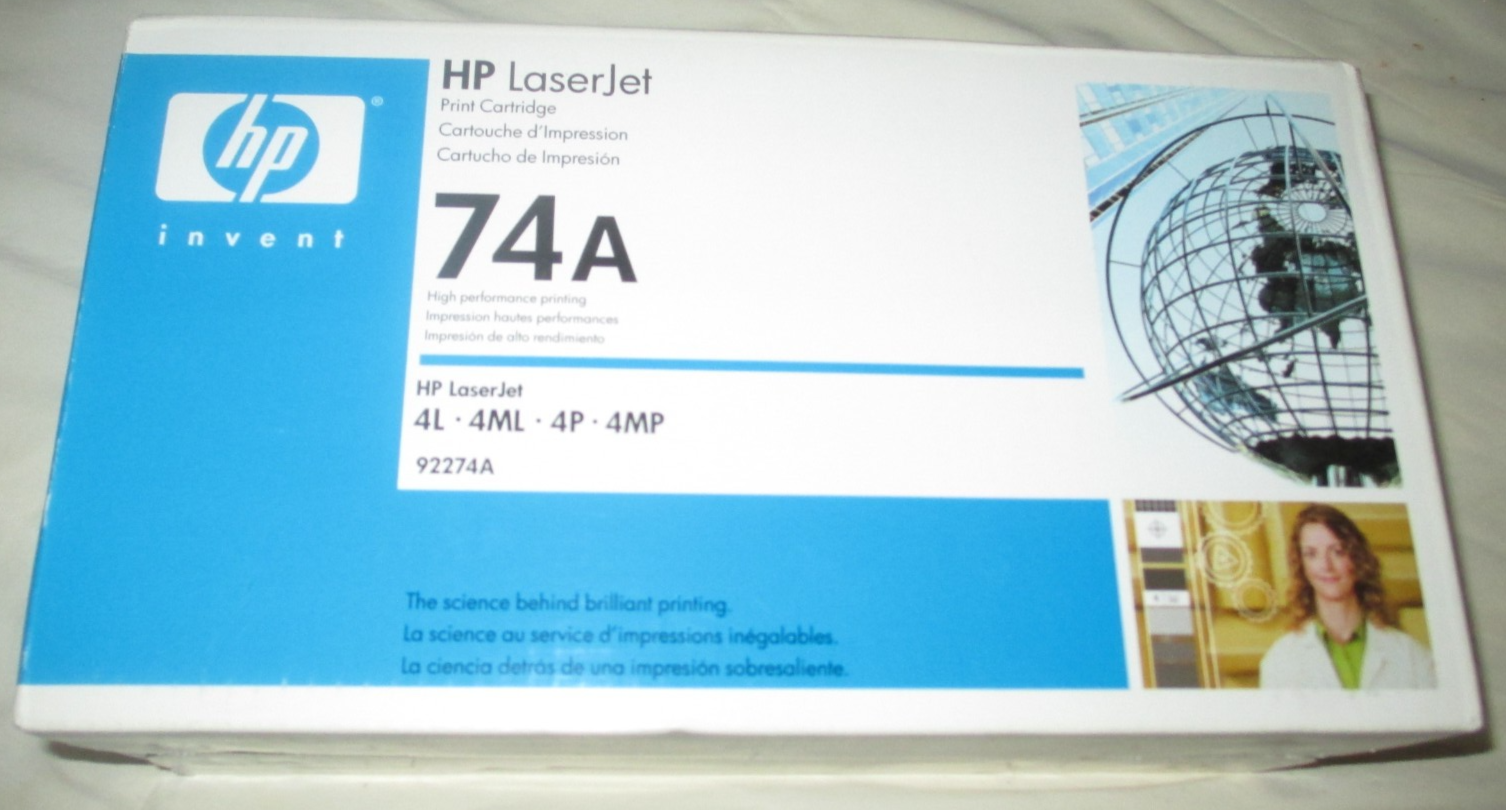 hp
®
invent
HP LaserJet
Print Cartridge
Cartouche d'Impression
Cartucho de Impresión
74A
High performance printing
Impression hautes performances
Impresión de alto rendimiento
HP LaserJet
4L · 4ML · 4P · 4MP
92274A
The science behind brilliant printing.
La science au service d'impressions inégalables.
La ciencia detrás de una impresión sobresaliente.